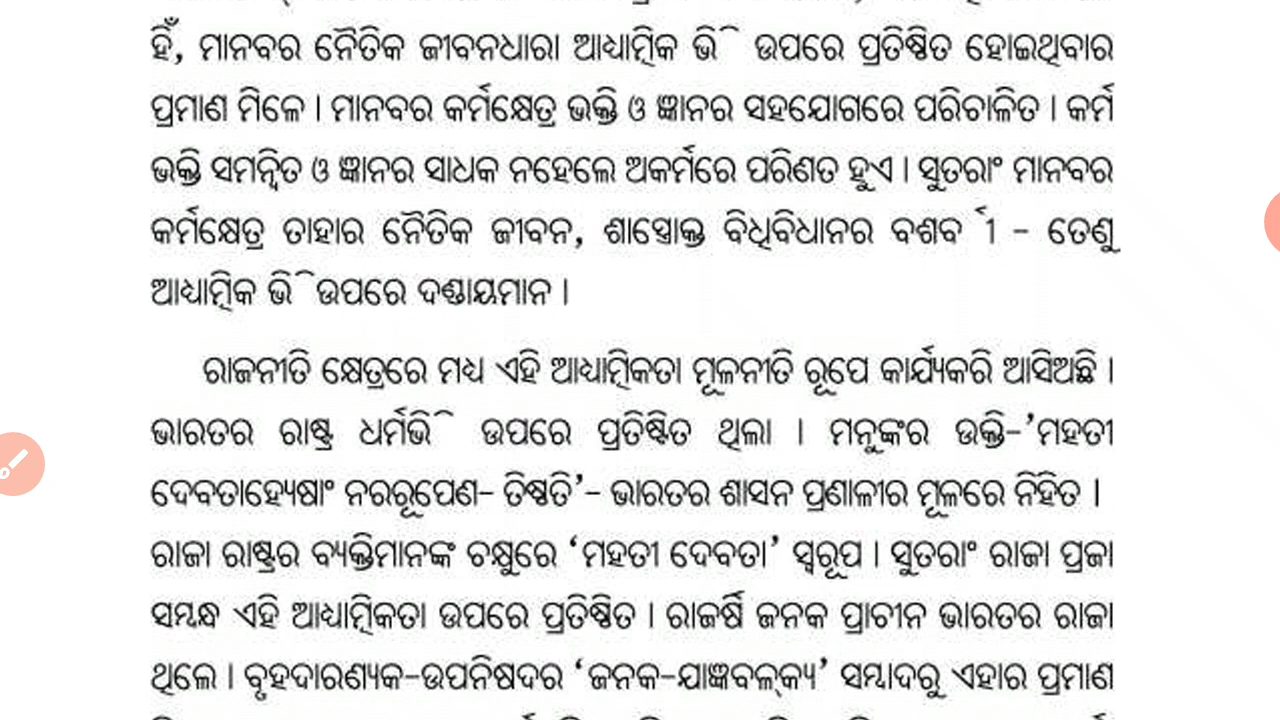 ହିଁ, ମାନବର ନୈତିକ ଜୀବନଧାରା ଆଧ୍ୟାତ୍ମିକ ଉପରେ ପ୍ରତିଷ୍ଠିତ ହୋଇଥିବାର
ପ୍ରମାଣ ମିଳେ । ମାନବର କର୍ମକ୍ଷେତ୍ର ଭକ୍ତି ଓ ଜ୍ଞାନର ସହଯୋଗରେ ପରିଚାଳିତ । କର୍ମ
ଭକ୍ତି ସମନ୍ୱିତ ଓ ଜ୍ଞାନର ସାଧକ ନହେଲେ ଅକର୍ମରେ ପରିଣତ ହୁଏ । ସୁତରାଂ ମାନବର
କର୍ମକ୍ଷେତ୍ର ତାହାର ନୈତିକ ଜୀବନ, ଶାସ୍ତ୍ରୋକ୍ତ ବିଧିବିଧାନର – ତେଣୁ
ଆଧ୍ୟାତ୍ମିକ ଉପରେ ଦଣ୍ଡାୟମାନ ।
ରାଜନୀତି କ୍ଷେତ୍ରରେ ମଧ୍ୟ ଏହି ଆଧ୍ୟାତ୍ମିକତା ମୂଳନୀତି ରୂପେ କାର୍ଯ୍ୟକରି ଆସିଅଛି ।
ଭାରତର ରାଷ୍ଟ୍ର ଉପରେ ପ୍ରତିଷ୍ଟିତ ଥିଲା । ମନୁଙ୍କର ଉକ୍ତି–’ମହତୀ
ଦେବତାହ୍ୟେଷାଂ ନରରୂପେଣ– ତିଷ୍ଠତି’– ଭାରତର ଶାସନ ପ୍ରଣାଳୀର ମୂଳରେ ନିହିତ ।
ରାଜା ରାଷ୍ଟ୍ରର ବ୍ୟକ୍ତିମାନଙ୍କ ଚକ୍ଷୁରେ ‘ମହତୀ ଦେବତା’ ସ୍ୱରୂପ । ସୁତରାଂ ରାଜା ପ୍ରଜା
ସମ୍ବନ୍ଧ ଏହି ଆଧ୍ୟାତ୍ମିକତା ଉପରେ ପ୍ରତିଷ୍ଠିତ । ରାଜର୍ଷି ଜନକ ପ୍ରାଚୀନ ଭାରତର ରାଜା
ଥିଲେ । ବୃହଦାରଣ୍ୟକ–ଉପନିଷଦର ‘ଜନକ–ଯାଜ୍ଞବଳ୍‌କ୍ୟ’ ସମ୍ବାଦରୁ ଏହାର ପ୍ରମାଣ